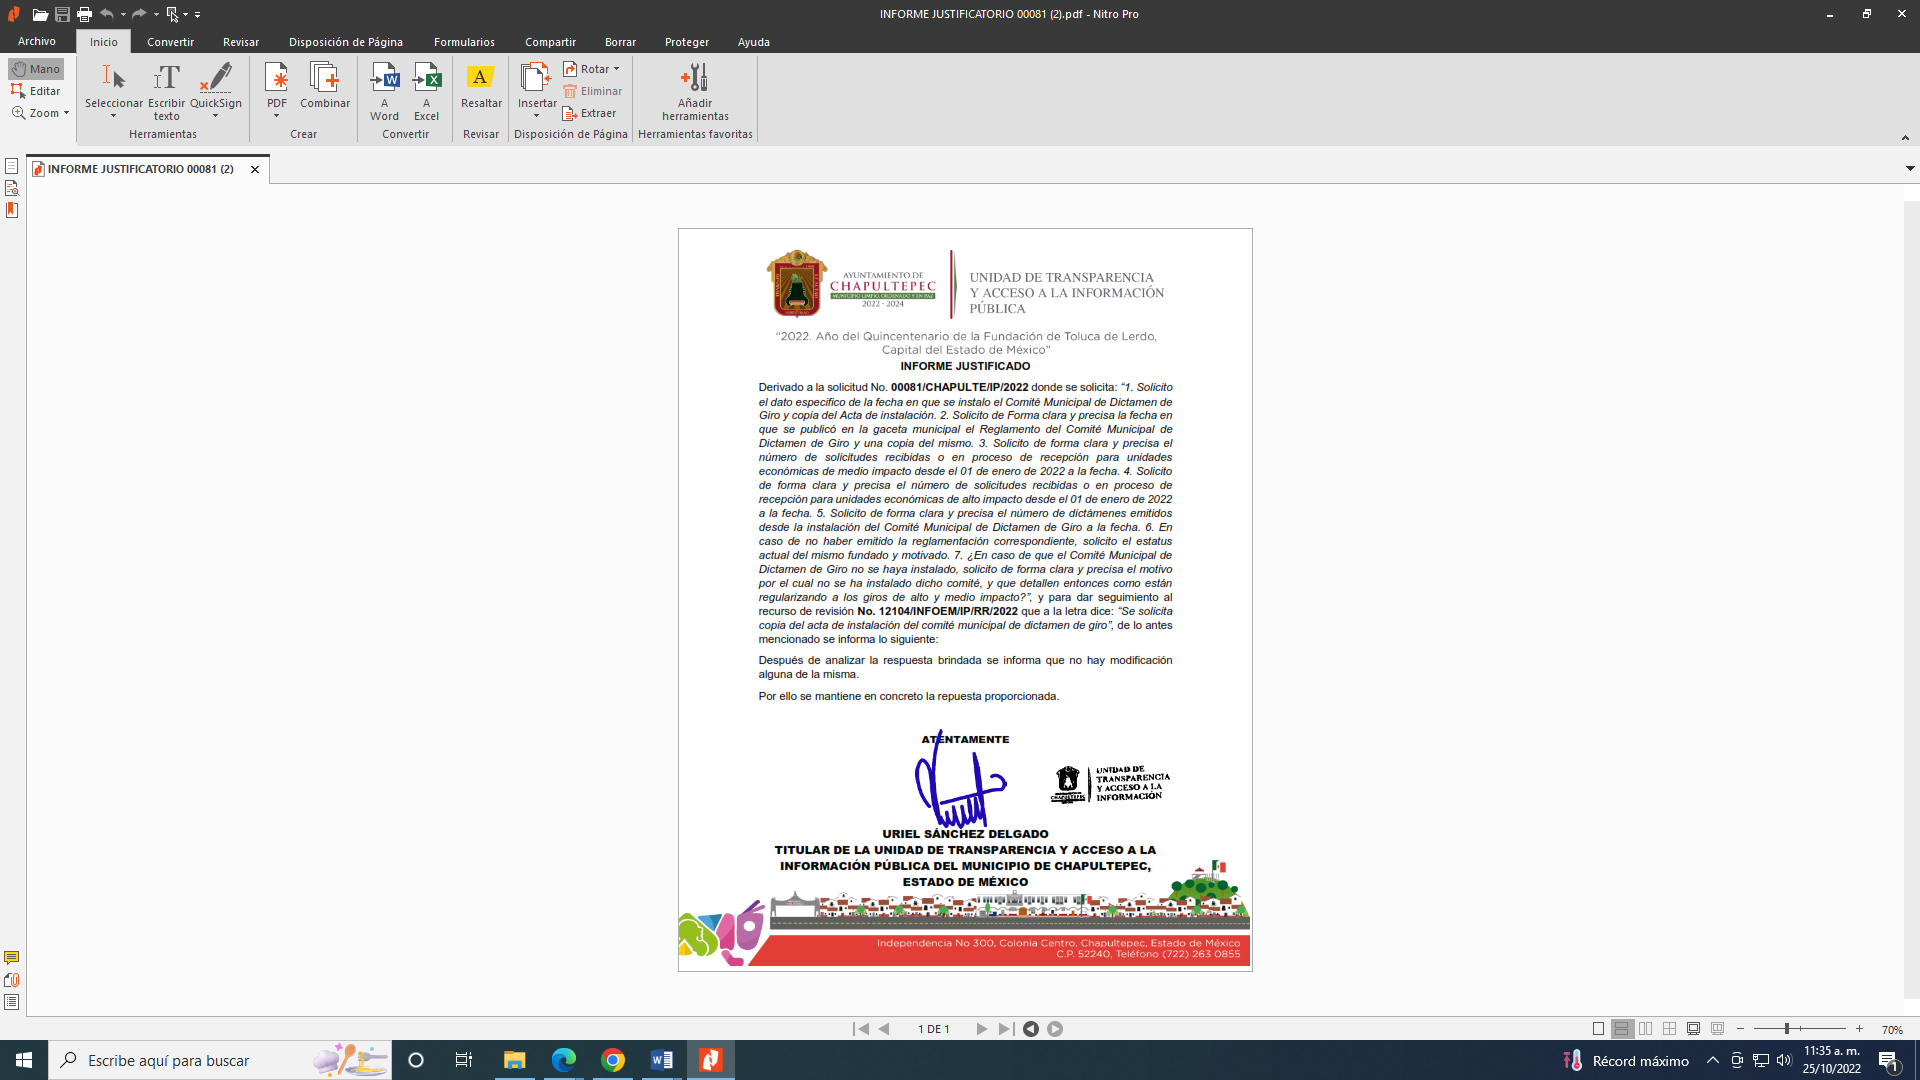 INFORME JUSTIFICATORIO 00081 (2).pdf - Nitro Pro
Archivo Inicio Convertir Revisar Disposición de Página Formularios Compartir Borrar Proteger Ayuda
Mano
Editar
Zoom
Seleccionar
Escribir texto
QuickSign
Herramientas
PDF
Combinar
Crear
A Word
A Excel
Convertir
Resaltar
Revisar
Insertar
Rotar
Eliminar
Extraer
Disposición de Página
Añadir herramientas
Herramientas favoritas
INFORME JUSTIFICATORIO 00081 (2)
AYUNTAMIENTO DE
CHAPULTEPEC
MUNICIPIO LIMPIO, ORDENADO Y EN PAZ
2022 - 2024
UNIDAD DE TRANSPARENCIA
Y ACCESO A LA INFORMACIÓN
PÚBLICA
“2022. Año del Quincentenario de la Fundación de Toluca de Lerdo,
Capital del Estado de México”
INFORME JUSTIFICADO
Derivado a la solicitud No. 00081/CHAPULTE/IP/2022 donde se solicita: “1. Solicito
el dato especifico de la fecha en que se instalo el Comité Municipal de Dictamen de
Giro y copia del Acta de instalación. 2. Solicito de Forma clara y precisa la fecha en
que se publicó en la gaceta municipal el Reglamento del Comité Municipal de
Dictamen de Giro y una copia del mismo. 3. Solicito de forma clara y precisa el
número de solicitudes recibidas o en proceso de recepción para unidades
económicas de medio impacto desde el 01 de enero de 2022 a la fecha. 4. Solicito
de forma clara y precisa el número de solicitudes recibidas o en proceso de
recepción para unidades económicas de alto impacto desde el 01 de enero de 2022
a la fecha. 5. Solicito de forma clara y precisa el número de dictámenes emitidos
desde la instalación del Comité Municipal de Dictamen de Giro a la fecha. 6. En
caso de no haber emitido la reglamentación correspondiente, solicito el estatus
actual del mismo fundado y motivado. 7. ¿En caso de que el Comité Municipal de
Dictamen de Giro no se haya instalado, solicito de forma clara y precisa el motivo
por el cual no se ha instalado dicho comité, y que detallen entonces como están
regularizando a los giros de alto y medio impacto?”, y para dar seguimiento al
recurso de revisión No. 12104/INFOEM/IP/RR/2022 que a la letra dice: “Se solicita
copia del acta de instalación del comité municipal de dictamen de giro”, de lo antes
mencionado se informa lo siguiente:
Después de analizar la respuesta brindada se informa que no hay modificación
alguna de la misma.
Por ello se mantiene en concreto la repuesta proporcionada.
ATENTAMENTE
CHAPULTEPEC
UNIDAD DE
TRANSPARENCIA
Y ACCESO A LA
INFORMACIÓN
URIEL SÁNCHEZ DELGADO
TITULAR DE LA UNIDAD DE TRANSPARENCIA Y ACCESO A LA
INFORMACIÓN PÚBLICA DEL MUNICIPIO DE CHAPULTEPEC,
ESTADO DE MÉXICO
Independencia No 300, Colonia Centro, Chapultepec, Estado de México
C.P. 52240, Teléfono (722) 263 0855
1 DE 1
70%
Escribe aquí para buscar
Récord máximo
11:35 a. m.
25/10/2022
1